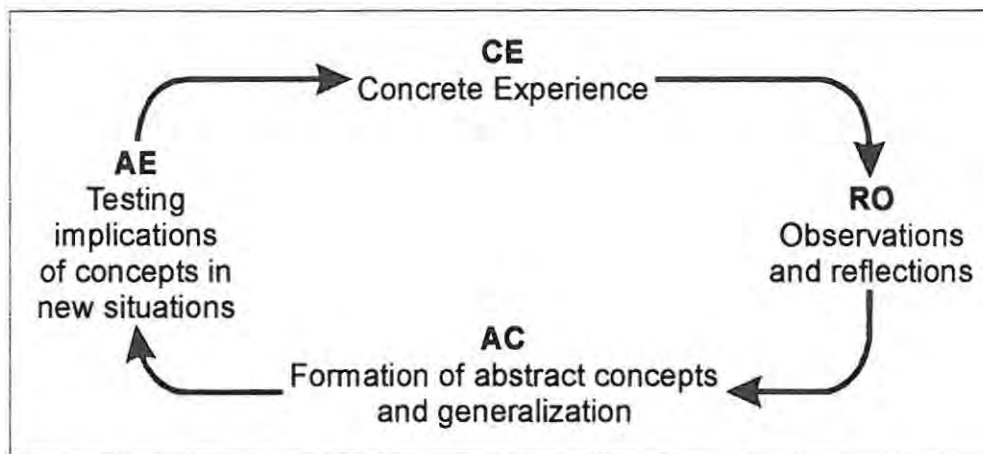 CE
Concrete Experience
RO
Observations
and reflections
AC
Formation of abstract concepts
and generalization
AE
Testing
implications
of concepts in
new situations